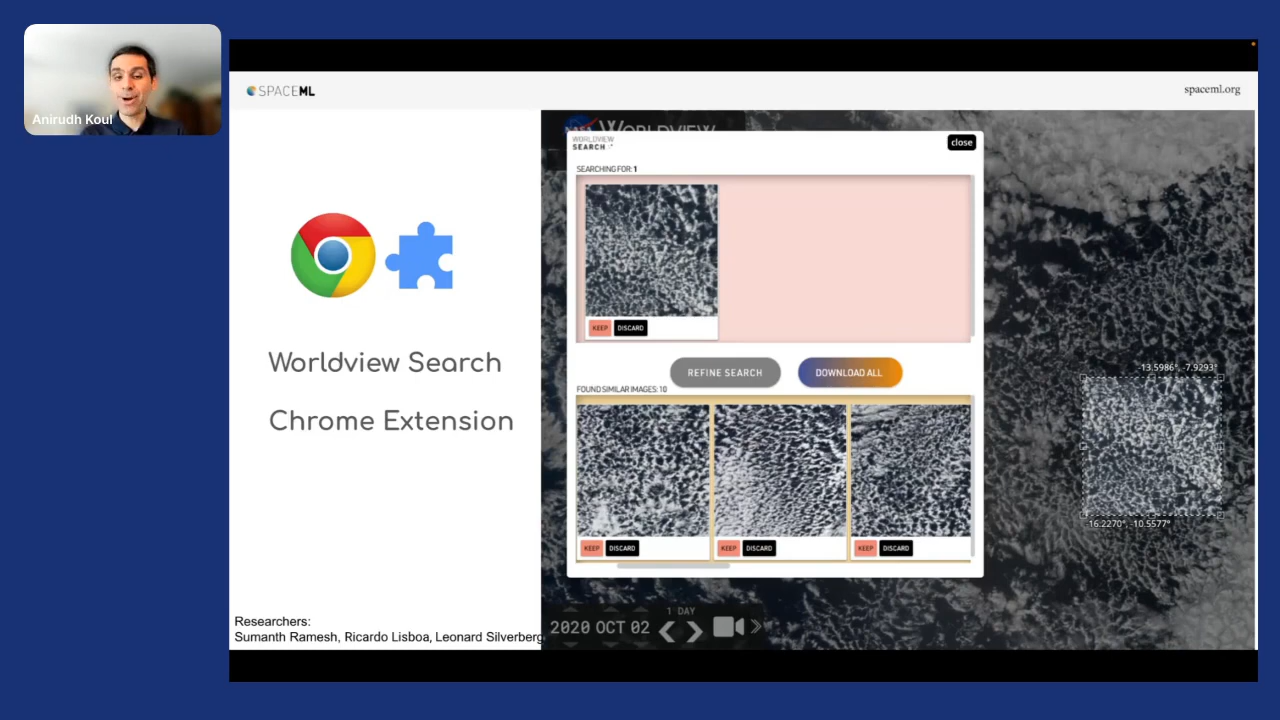 Anirudh Koul
SPACEML
spaceml.org
NASA WORLDVIEW
WORLDVIEW
SEARCH
close
SEARCHING FOR: 1
KEEP DISCARD
REFINE SEARCH
DOWNLOAD ALL
FOUND SIMILAR IMAGES: 10
KEEP DISCARD
KEEP DISCARD
KEEP DISCARD
Worldview Search
Chrome Extension
-13.5986°, -7.9293°
-16.2270°, -10.5577°
Researchers:
Sumanth Ramesh, Ricardo Lisboa, Leonard Silverberg
1 DAY
2020 OCT 02